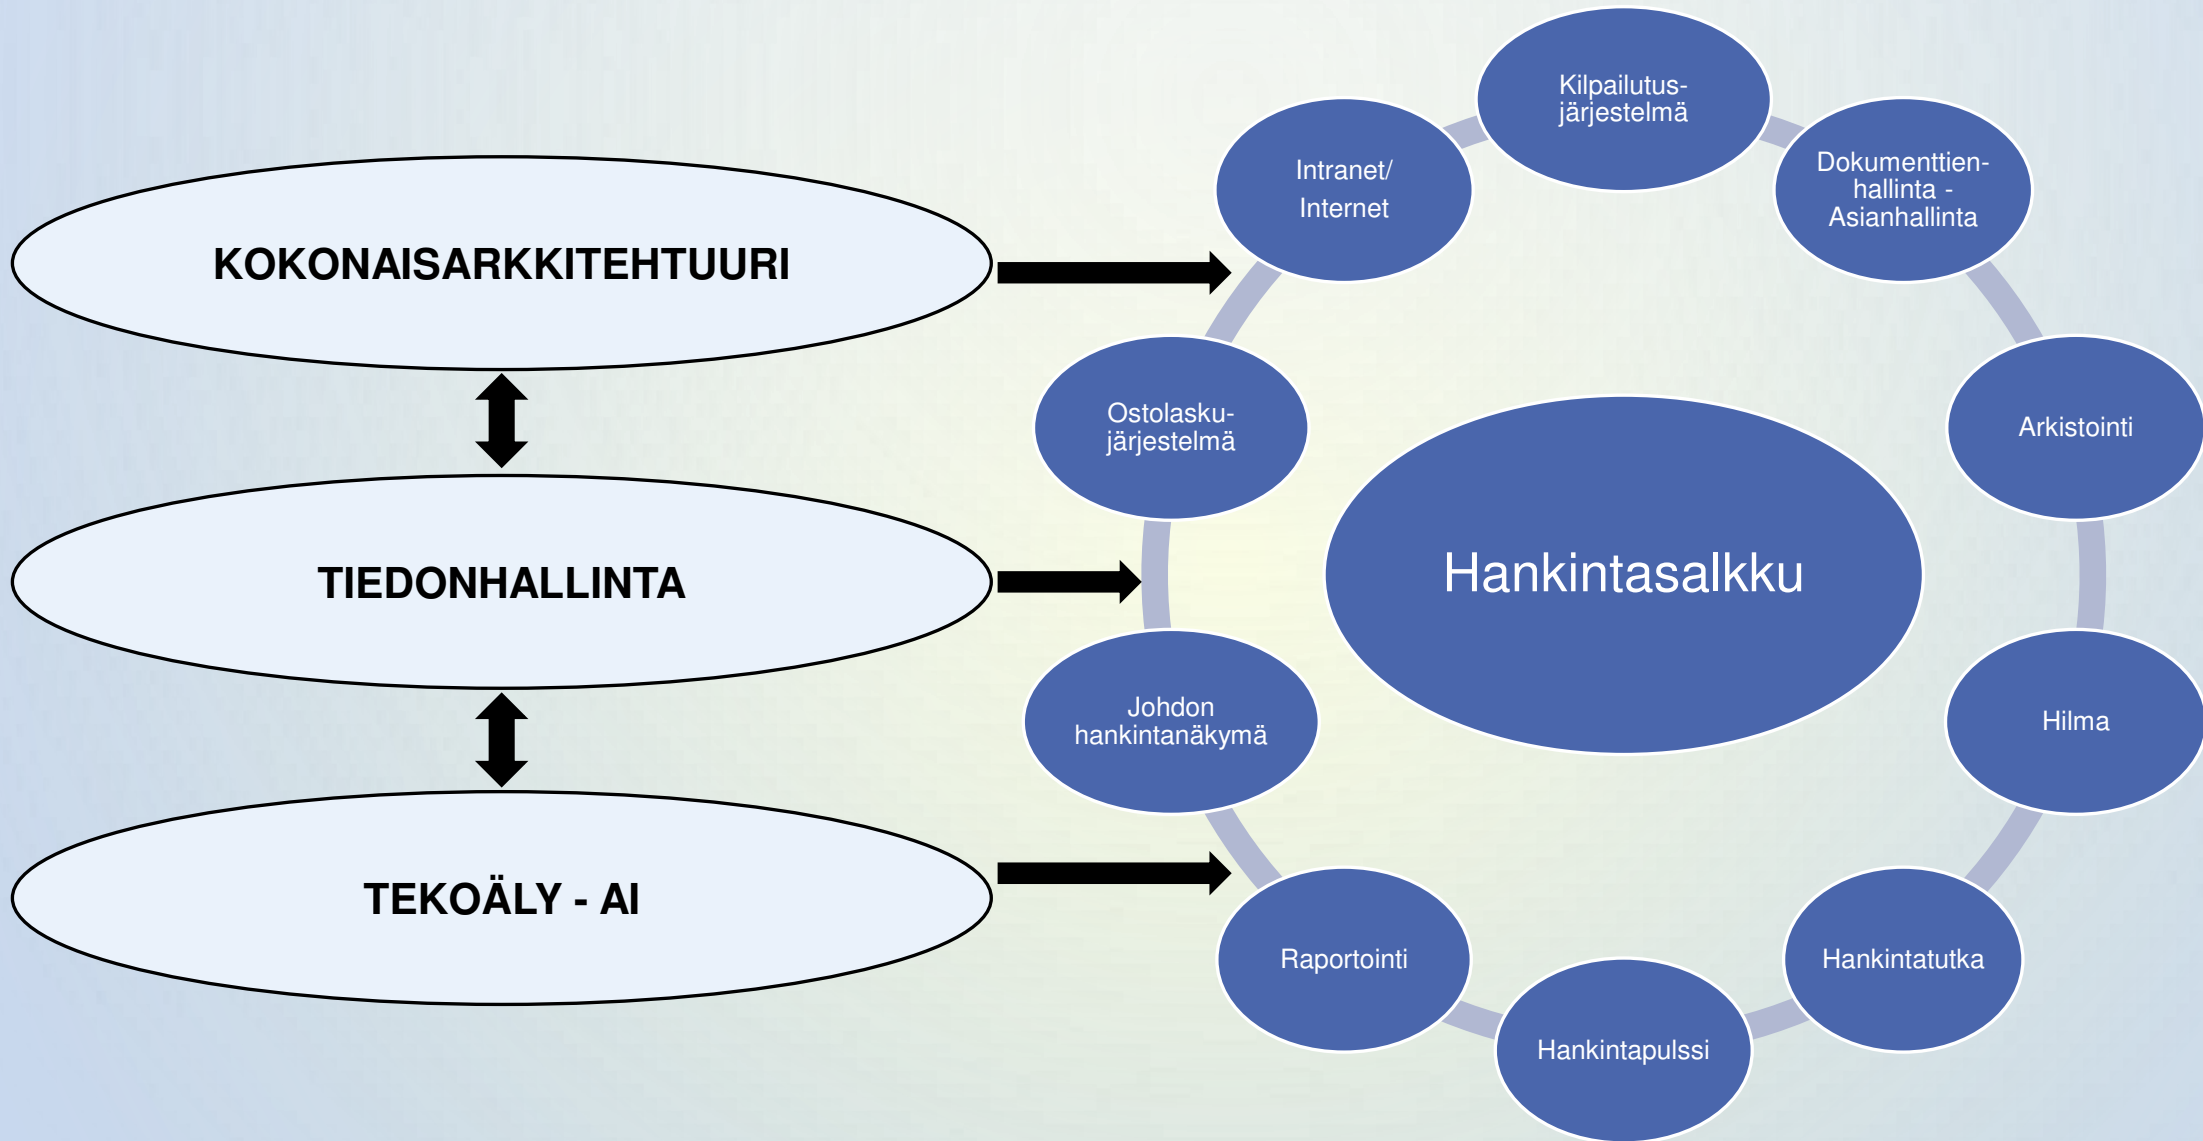 KOKONAISARKKITEHTUURI
TIEDONHALLINTA
TEKOÄLY - AI
Kilpailutus-
järjestelmä
Dokumenttien-
hallinta -
Asianhallinta
Arkistointi
Hilma
Hankintatutka
Hankintapulssi
Raportointi
Johdon
hankintanäkymä
Ostolasku-
järjestelmä
Intranet/
Internet
Hankintasalkku